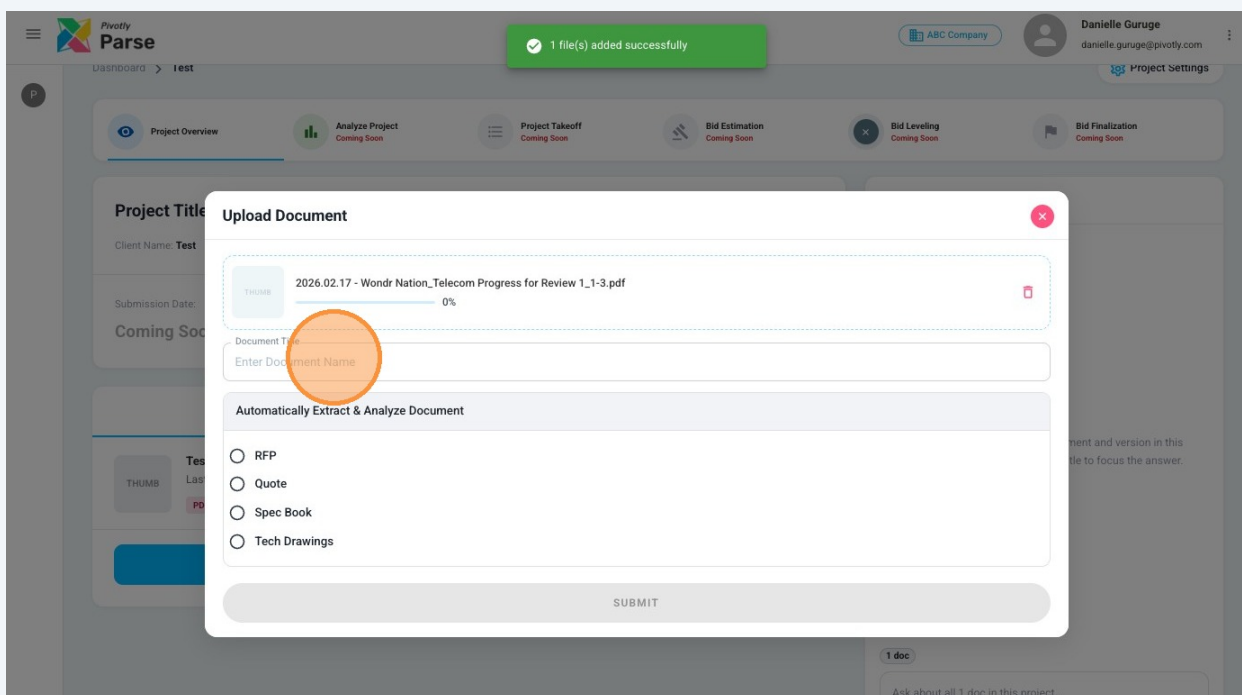 Pivotly
Parse
1 file(s) added successfully
ABC Company
Danielle Guruge
danielle.guruge@pivotly.com
Dashboard > Test
Project Settings
P
Project Overview
Analyze Project
Coming Soon
Project Takeoff
Coming Soon
Bid Estimation
Coming Soon
Bid Leveling
Coming Soon
Bid Finalization
Coming Soon
Project Title
Client Name: Test
Submission Date:
Coming Soo
Upload Document
THUMB
2026.02.17 - Wondr Nation_Telecom Progress for Review 1_1-3.pdf
0%
Document Title
Enter Document Name
Automatically Extract & Analyze Document
RFP
Quote
Spec Book
Tech Drawings
SUBMIT
THUMB
Tes
Las
PD
ment and version in this
tle to focus the answer.
1 doc
Ask about all 1 doc in this project